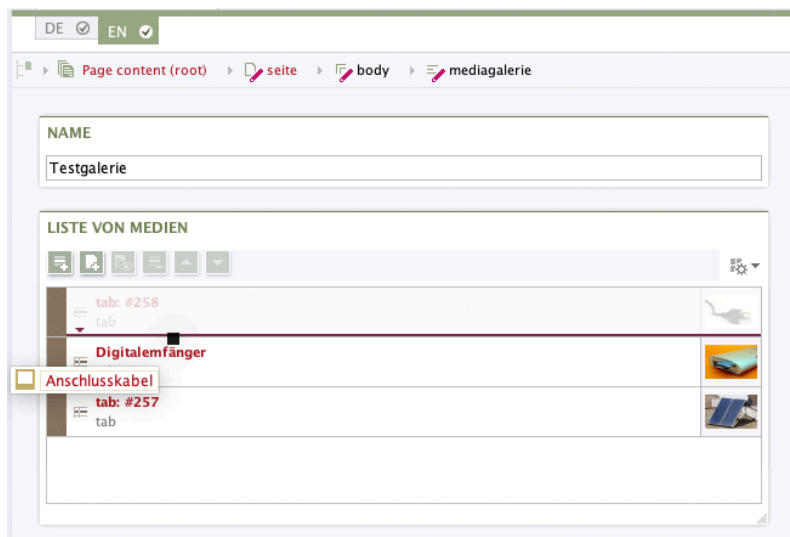 DE
EN
Page content (root)
seite
body
mediagalerie
NAME
Testgalerie
LISTE VON MEDIEN
tab: #258
tab
Digitalemfänger
Anschlusskabel
tab: #257
tab